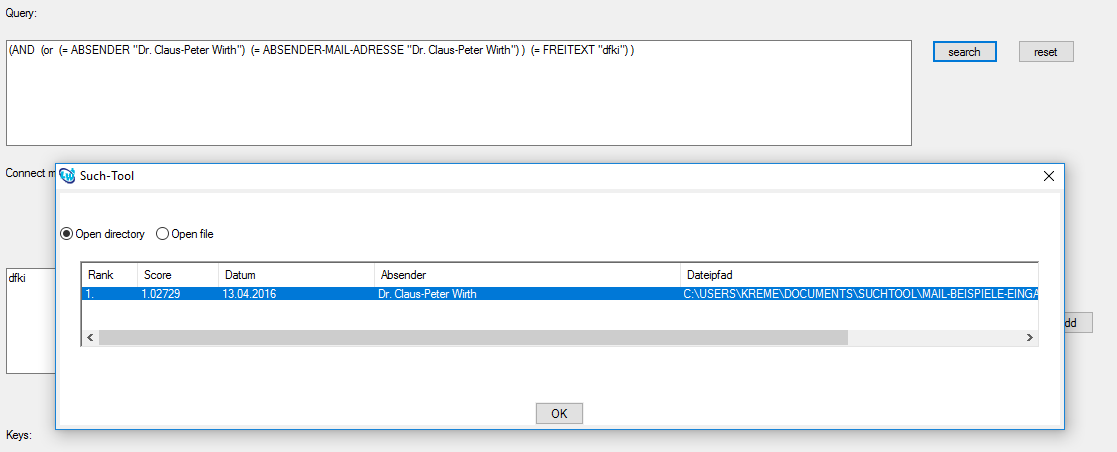 Query:
(AND (or (= ABSENDER "Dr. Claus-Peter Wirth") (= ABSENDER-MAIL-ADRESSE "Dr. Claus-Peter Wirth") ) (= FREITEXT "dfki") )
search reset
Connect m
Such-Tool
Open directory Open file
dfki
Rank Score Datum Absender Dateipfad
1. 1.02729 13.04.2016 Dr. Claus-Peter Wirth C:\USERS\KREME\DOCUMENTS\SUCHTOOL\MAIL-BEISPIELE-EINGA
dd
OK
Keys: